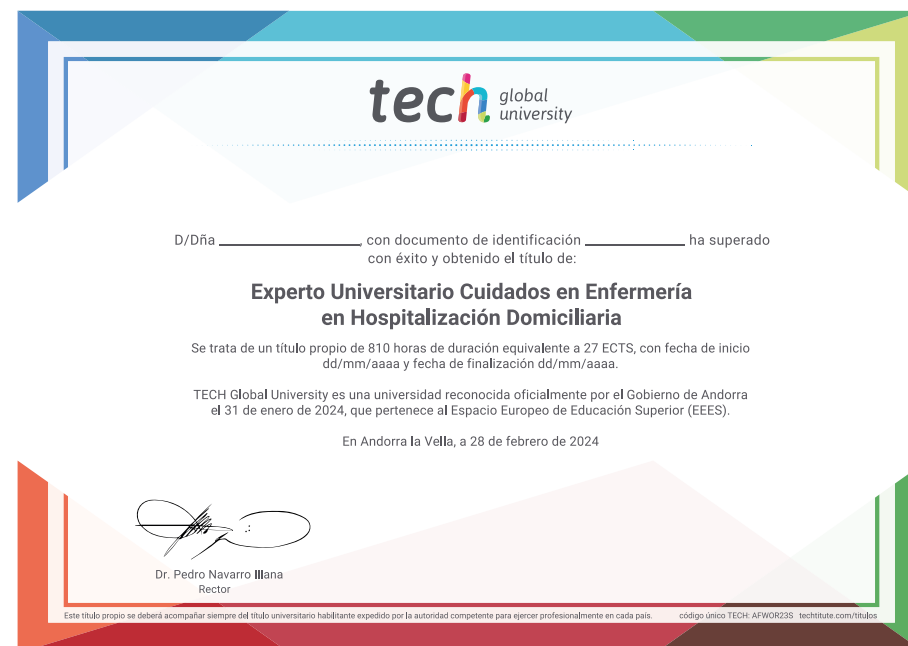 tech global university
D/Dña , con documento de identificación ha superado
con éxito y obtenido el título de:
Experto Universitario Cuidados en Enfermería
en Hospitalización Domiciliaria
Se trata de un título propio de 810 horas de duración equivalente a 27 ECTS, con fecha de inicio
dd/mm/aaaa y fecha de finalización dd/mm/aaaa.
TECH Global University es una universidad reconocida oficialmente por el Gobierno de Andorra
el 31 de enero de 2024, que pertenece al Espacio Europeo de Educación Superior (EEES).
En Andorra la Vella, a 28 de febrero de 2024
Dr. Pedro Navarro Illana
Rector
Este título propio se deberá acompañar siempre del título universitario habilitante expedido por la autoridad competente para ejercer profesionalmente en cada país. código único TECH: AFWOR23S techtitute.com/titulos